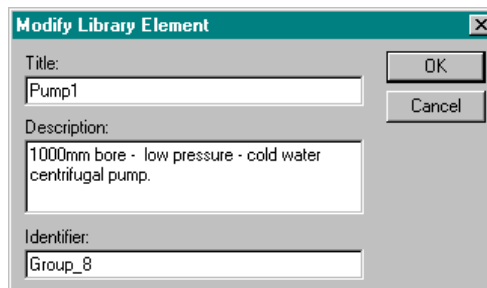 Modify Library Element
Title:
OK
Pump1
Cancel
Description:
1000mm bore - low pressure - cold water
centrifugal pump.
Identifier:
Group_8